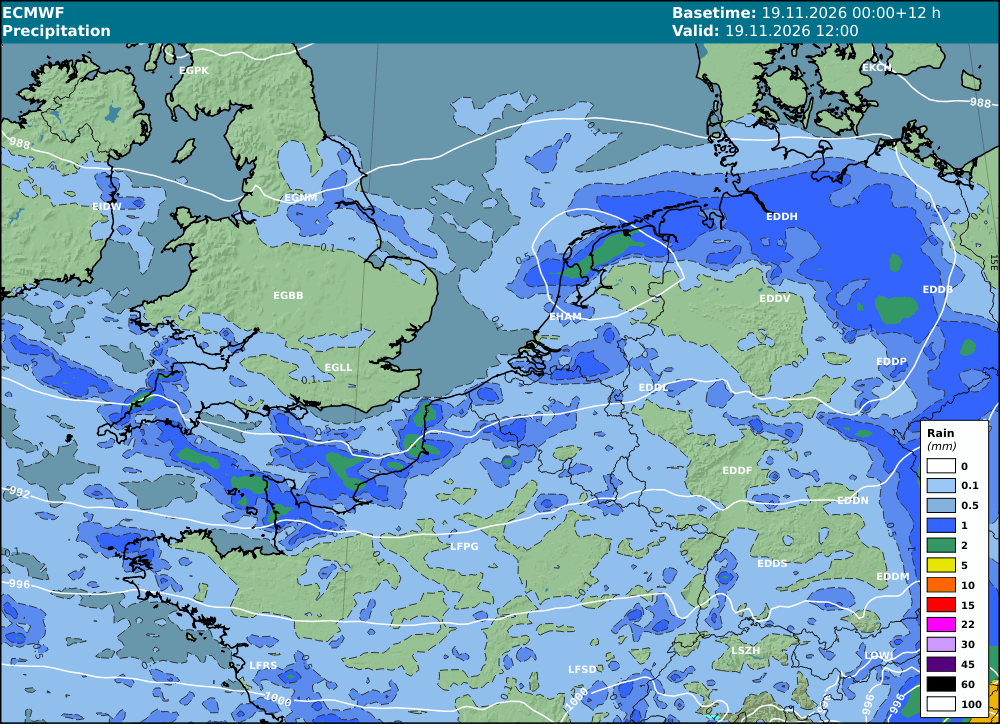 ECMWF
Precipitation
Basetime: 19.11.2026 00:00+12 h
Valid: 19.11.2026 12:00
EGPK
EKCH
988
988
EGNM
EIDW
EDDH
0.1
15E
EGBB
EDDV
EDDB
EHAM
EGLL
0.1
EDDP
EDDL
EDDF
992
EDDN
LFPG
EDDS
EDDM
996
LSZH
LOWI
LFRS
LFSD
1000
1000
996
996
Rain
(mm)
0
0.1
0.5
1
2
5
10
15
22
30
45
60
100